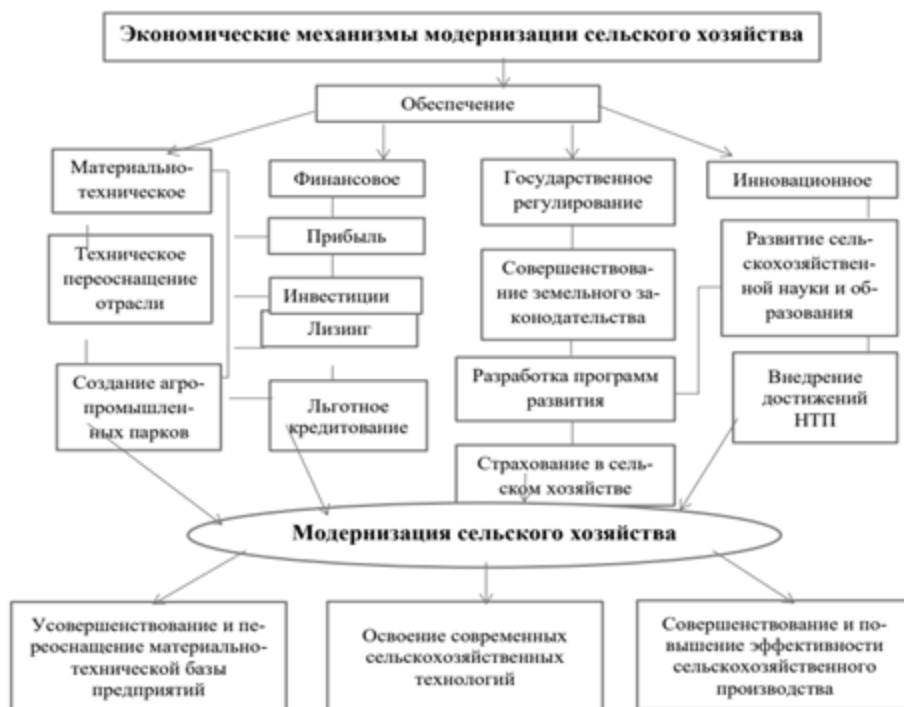 Экономические механизмы модернизации сельского хозяйства
Обеспечение
Материально-
техническое
Финансовое
Государственное
регулирование
Инновационное
Техническое
переоснащение
отрасли
Прибыль
Инвестиции
Лизинг
Совершенствова-
ние земельного за-
конодательства
Развитие сель-
скохозяйствен-
ной науки и об-
разования
Создание агро-
промышлен-
ных парков
Льготное
кредитование
Разработка программ
развития
Внедрение
достижений
НТП
Страхование в сель-
ском хозяйстве
Модернизация сельского хозяйства
Усовершенствование и пе-
реоснащение материально-
технической базы
предприятий
Освоение современных
сельскохозяйственных
технологий
Совершенствование и по-
вышение эффективности
сельскохозяйственного
производства